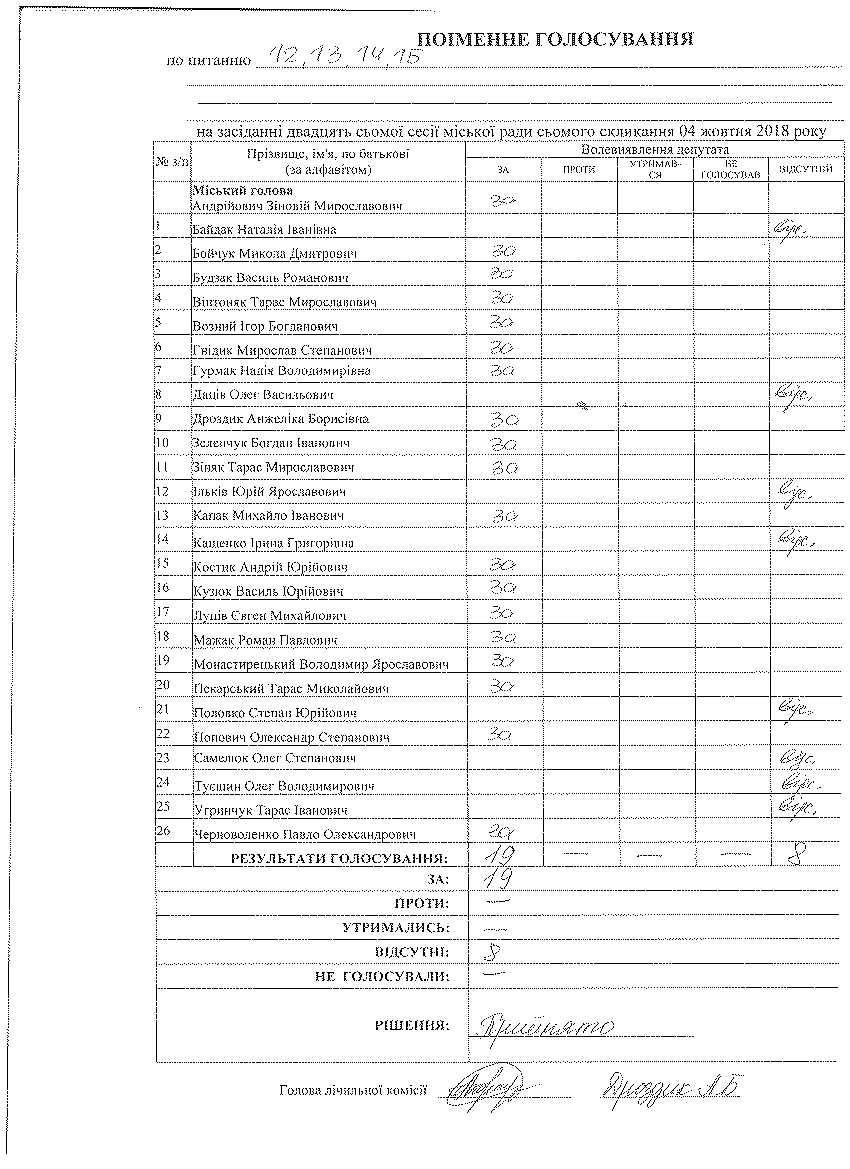 ПОІМЕННЕ ГОЛОСУВАННЯ
по питанню 12, 13, 14, 15
на засіданні двадцять сьомої сесії міської ради сьомого скликання 04 жовтня 2018 року
№ з/п Прізвище, ім'я, по батькові (за алфавітом) Волевиявлення депутата
ЗА ПРОТИ УТРИМАВ-СЯ НЕ ГОЛОСУВАВ ВІДСУТНІЙ
Міський голова
Андрійович Зіновій Мирославович за
1 Байдак Наталія Іванівна відс.
2 Бойчук Микола Дмитрович за
3 Будзак Василь Романович за
4 Вінтоняк Тарас Мирославович за
5 Возний Ігор Богданович за
6 Гвідик Мирослав Степанович за
7 Гурмак Надія Володимирівна за
8 Даців Олег Васильович відс.
9 Дроздик Анжеліка Борисівна за
10 Зеленчук Богдан Іванович за
11 Зіняк Тарас Мирославович за
12 Ільків Юрій Ярославович відс.
13 Капак Михайло Іванович за
14 Кащенко Ірина Григорівна відс.
15 Костик Андрій Юрійович за
16 Кузюк Василь Юрійович за
17 Луців Євген Михайлович за
18 Мажак Роман Павлович за
19 Монастирецький Володимир Ярославович за
20 Пекарський Тарас Миколайович за
21 Половко Степан Юрійович відс.
22 Попович Олександр Степанович за
23 Самелюк Олег Степанович відс.
24 Туєшин Олег Володимирович відс.
25 Угринчук Тарас Іванович відс.
26 Черноволенко Павло Олександрович за
РЕЗУЛЬТАТИ ГОЛОСУВАННЯ: 19 — — — 8
ЗА: 19
ПРОТИ: —
УТРИМАЛИСЬ: —
ВІДСУТНІ: 8
НЕ ГОЛОСУВАЛИ: —
РІШЕННЯ: Прийнято
Голова лічильної комісії Дроздик А.Б